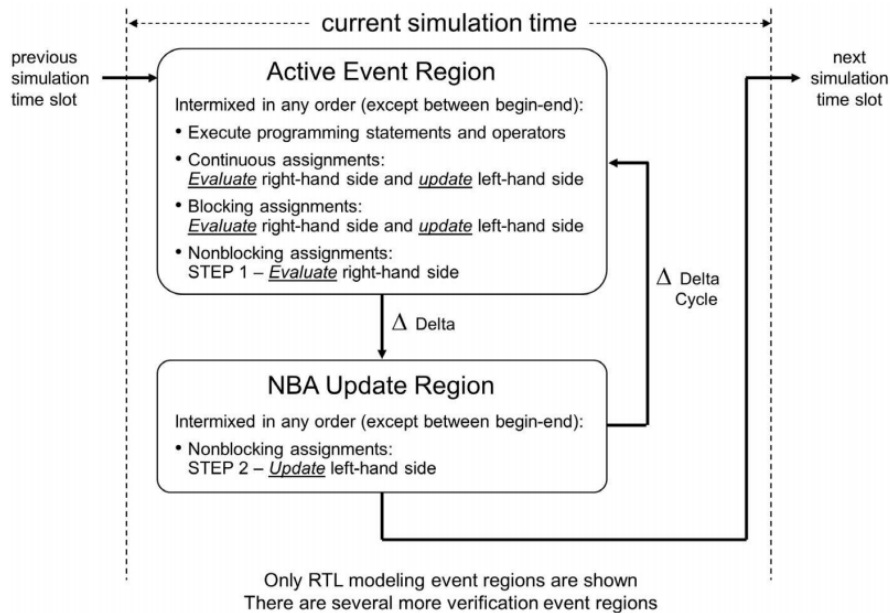 current simulation time
previous
simulation
time slot
next
simulation
time slot
Active Event Region
Intermixed in any order (except between begin-end):
• Execute programming statements and operators
• Continuous assignments:
Evaluate right-hand side and update left-hand side
• Blocking assignments:
Evaluate right-hand side and update left-hand side
• Nonblocking assignments:
STEP 1 – Evaluate right-hand side
Δ Delta
Δ Delta
Cycle
NBA Update Region
Intermixed in any order (except between begin-end):
• Nonblocking assignments:
STEP 2 – Update left-hand side
Only RTL modeling event regions are shown
There are several more verification event regions